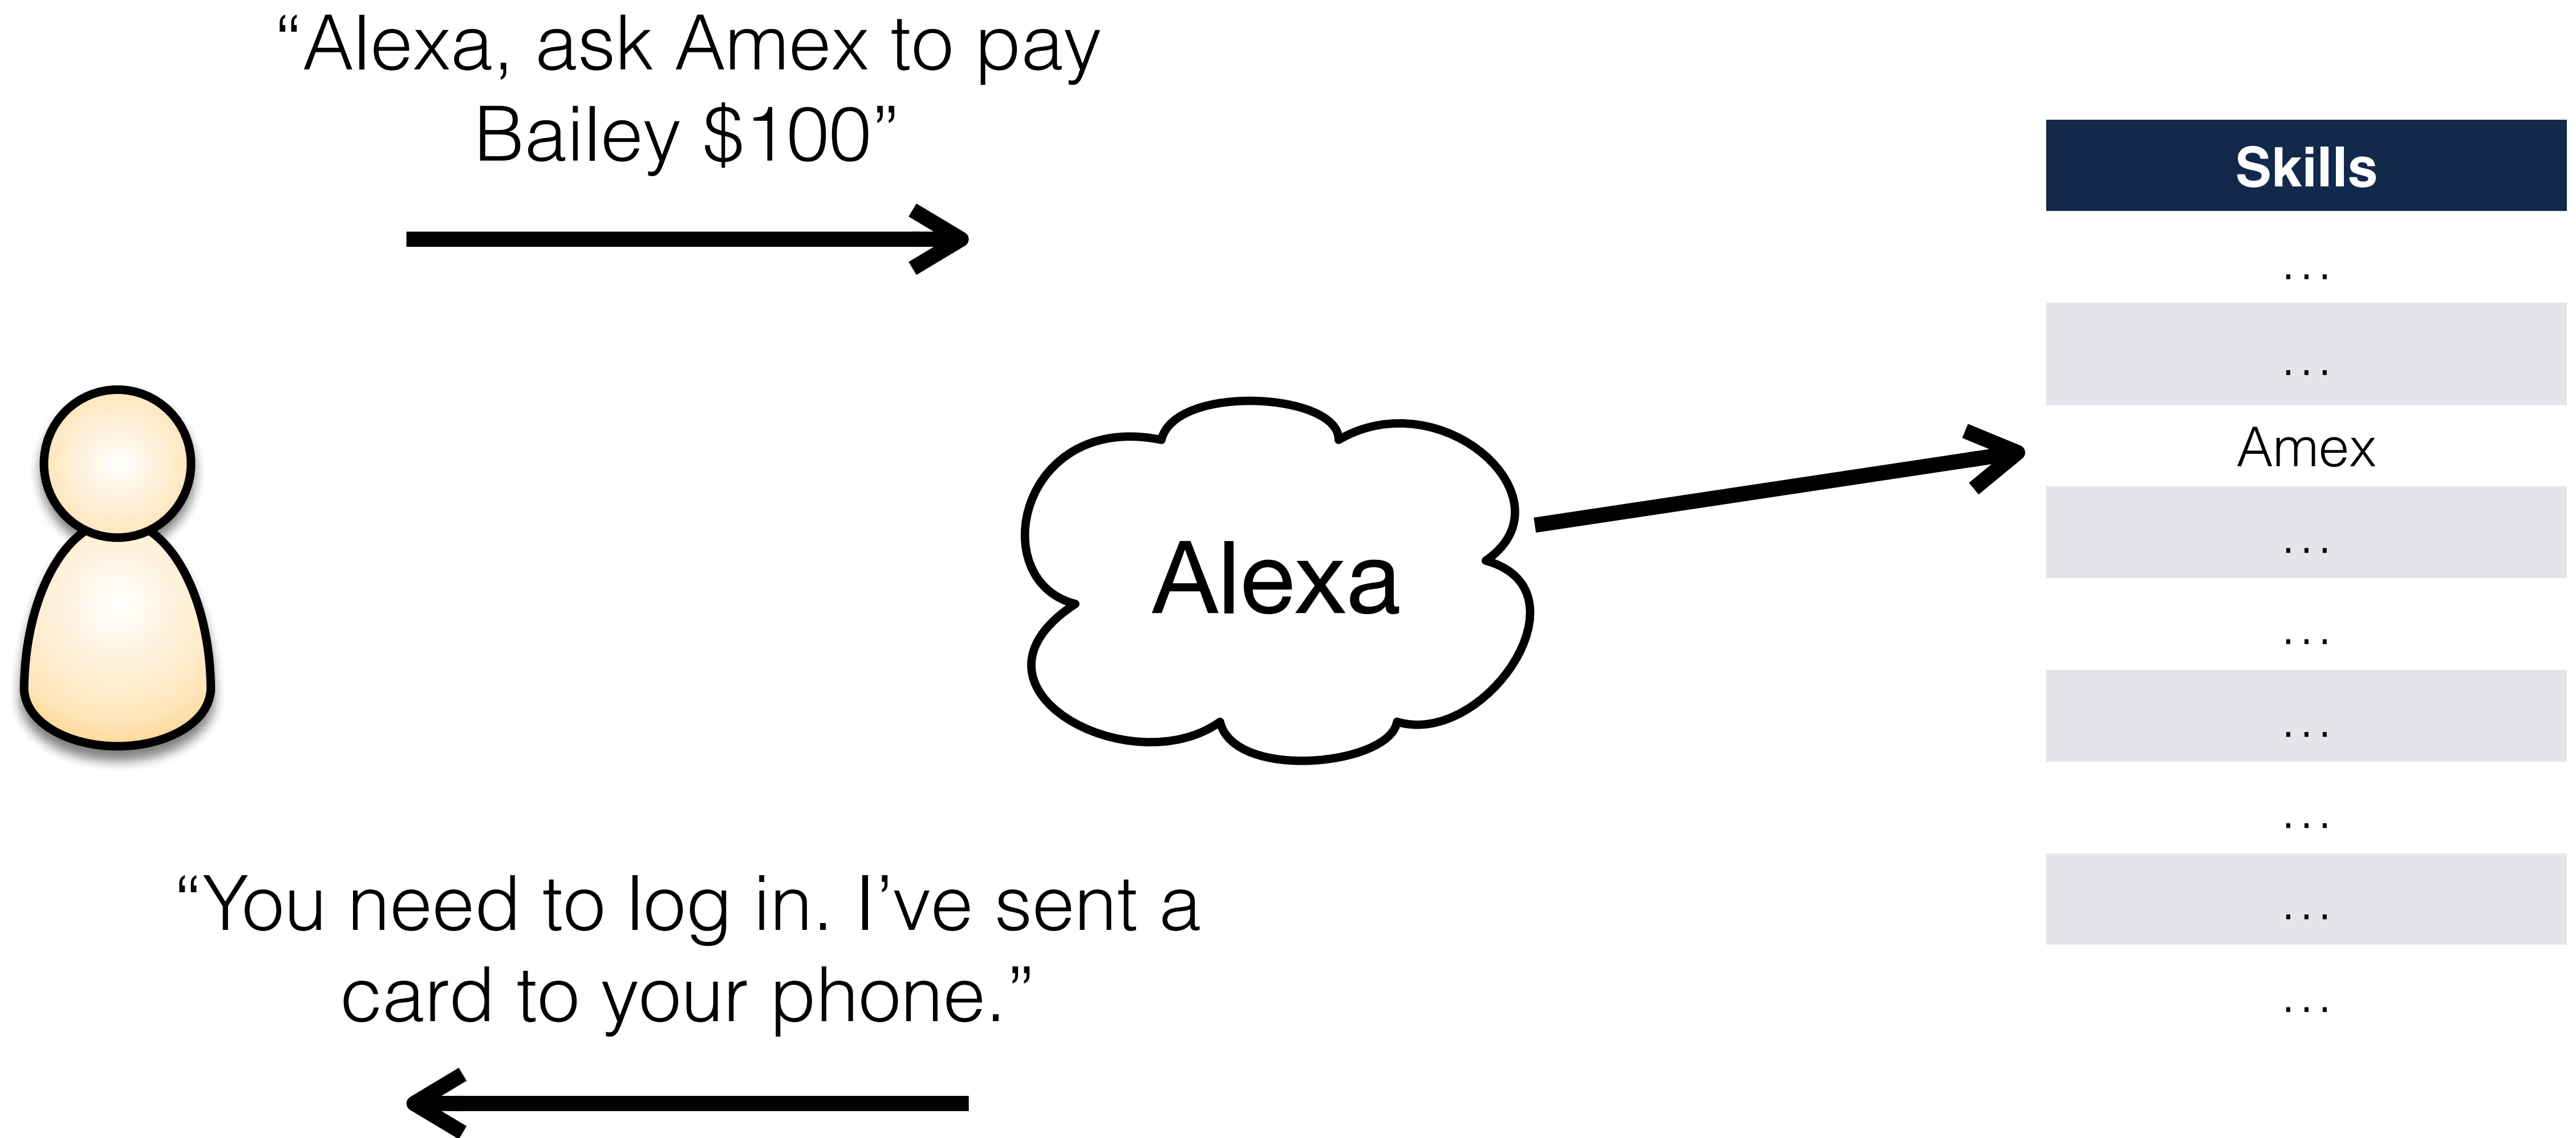 “Alexa, ask Amex to pay
Bailey $100”
Skills
...
...
Amex
...
...
...
...
...
...
Alexa
“You need to log in. I’ve sent a
card to your phone.”